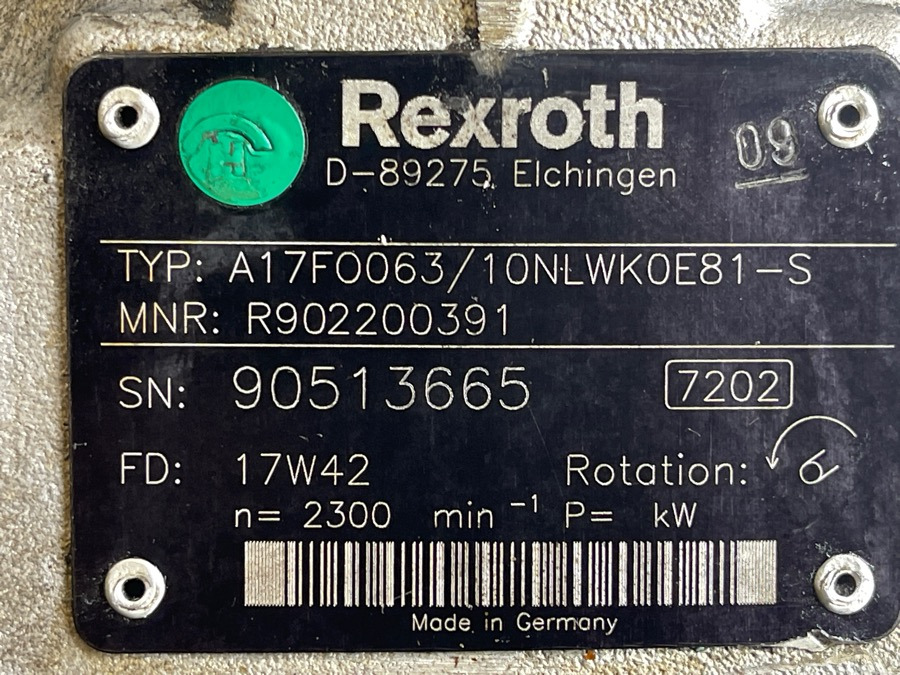 Rexroth
D-89275 Elchingen
09
TYP: A17FO063/10NLWK0E81-S
MNR: R902200391
SN: 90513665 7202
FD: 17W42 Rotation:
n= 2300 min⁻¹ P= kW
Made in Germany